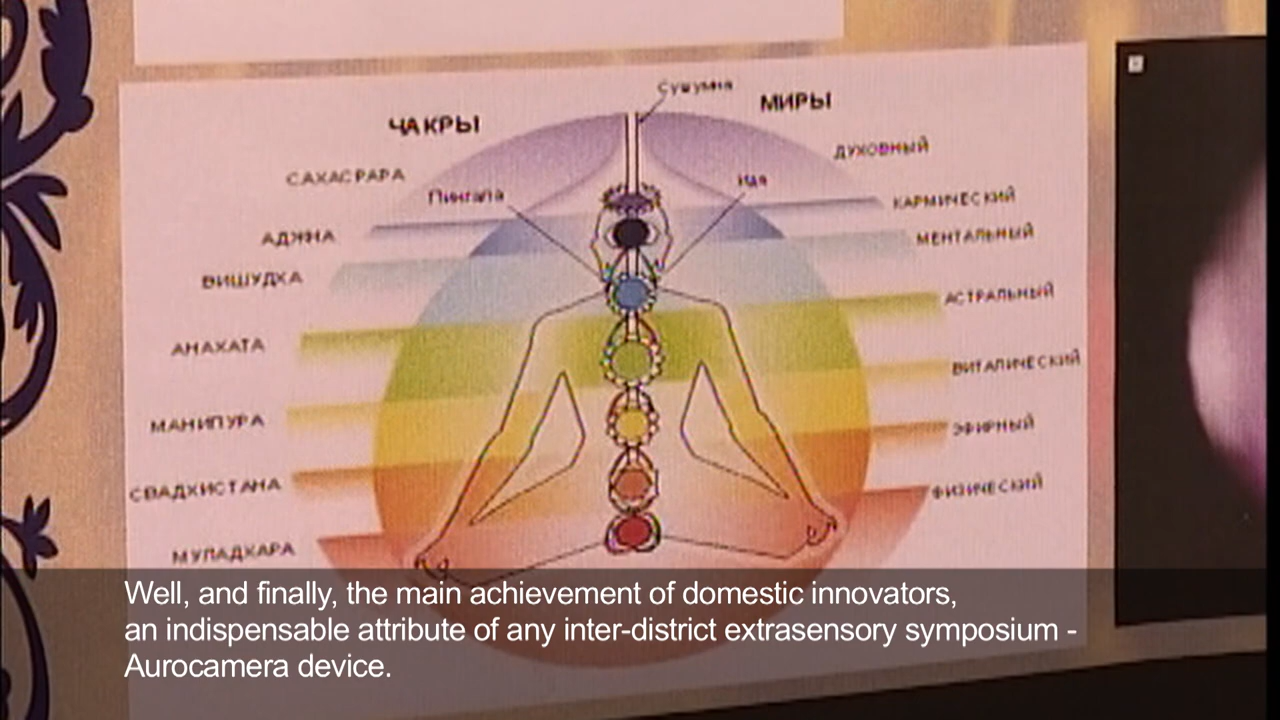 Сушумна
ЧАКРЫ
МИРЫ
САХАСРАРА
ДУХОВНЫЙ
Пингала
Ида
КАРМИЧЕСКИЙ
АДЖНА
МЕНТАЛЬНЫЙ
ВИШУДХА
АСТРАЛЬНЫЙ
АНАХАТА
ВИТАЛИЧЕСКИЙ
МАНИПУРА
ЭФИРНЫЙ
СВАДХИСТАНА
ФИЗИЧЕСКИЙ
МУЛАДХАРА
Well, and finally, the main achievement of domestic innovators,
an indispensable attribute of any inter-district extrasensory symposium -
Aurocamera device.